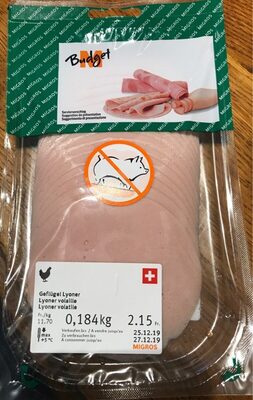 Budget
M
Serviervorschlag
Suggestion de présentation
Suggerimento di presentazione
Geflügel Lyoner
Lyoner volaille
Lyoner volaille
fr./kg
11.70
0,184kg
2.15 fr.
max
+5 °C
Verkaufen bis / A vendre jusqu'au
25.12.19
Zu verbrauchen bis
A consommer jusqu'au
27.12.19
MIGROS